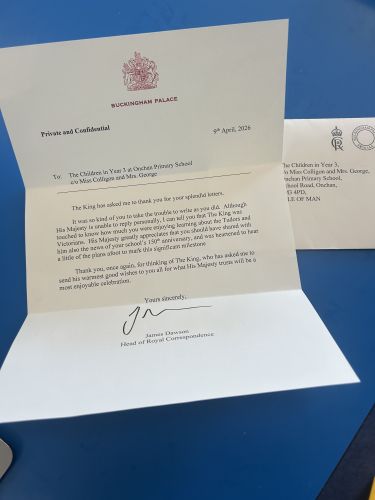 BUCKINGHAM PALACE
Private and Confidential
9th April, 2026
To: The Children in Year 3 at Onchan Primary School
c/o Miss Colligon and Mrs. George
The King has asked me to thank you for your splendid letters.
It was so kind of you to take the trouble to write as you did. Although
His Majesty is unable to reply personally, I can tell you that The King was
touched to know how much you were enjoying learning about the Tudors and
Victorians. His Majesty greatly appreciates that you should have shared with
him also the news of your school's 150th anniversary, and was heartened to hear
a little of the plans afoot to mark this significant milestone
Thank you, once again, for thinking of The King, who has asked me to
send his warmest good wishes to you all for what His Majesty trusts will be a
most enjoyable celebration.
Yours sincerely,
James Dawson
Head of Royal Correspondence
The Children in Year 3,
c/o Miss Colligon and Mrs. George,
Onchan Primary School,
School Road, Onchan,
IM3 4PD,
ISLE OF MAN